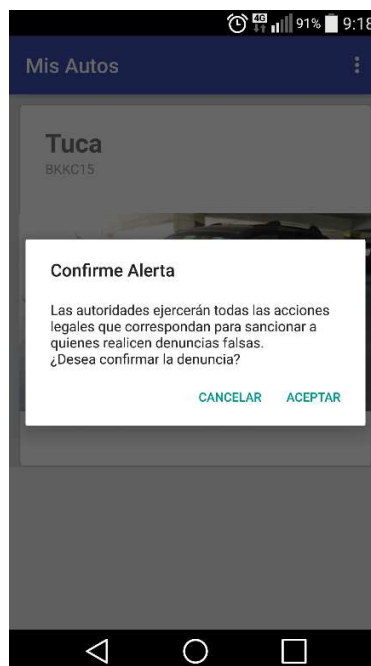 4G 91% 9:18
Mis Autos
Tuca
BKKC15
Confirme Alerta
Las autoridades ejercerán todas las acciones
legales que correspondan para sancionar a
quienes realicen denuncias falsas.
¿Desea confirmar la denuncia?
CANCELAR ACEPTAR